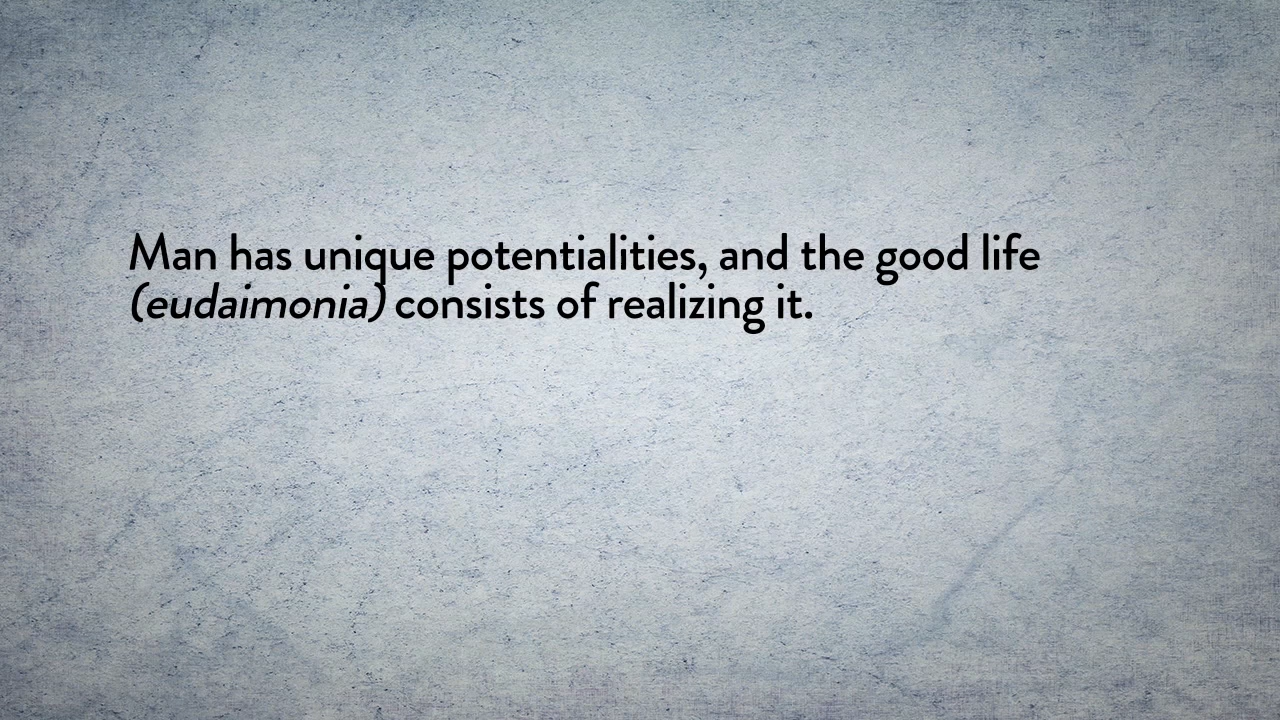 Man has unique potentialities, and the good life
(eudaimonia) consists of realizing it.